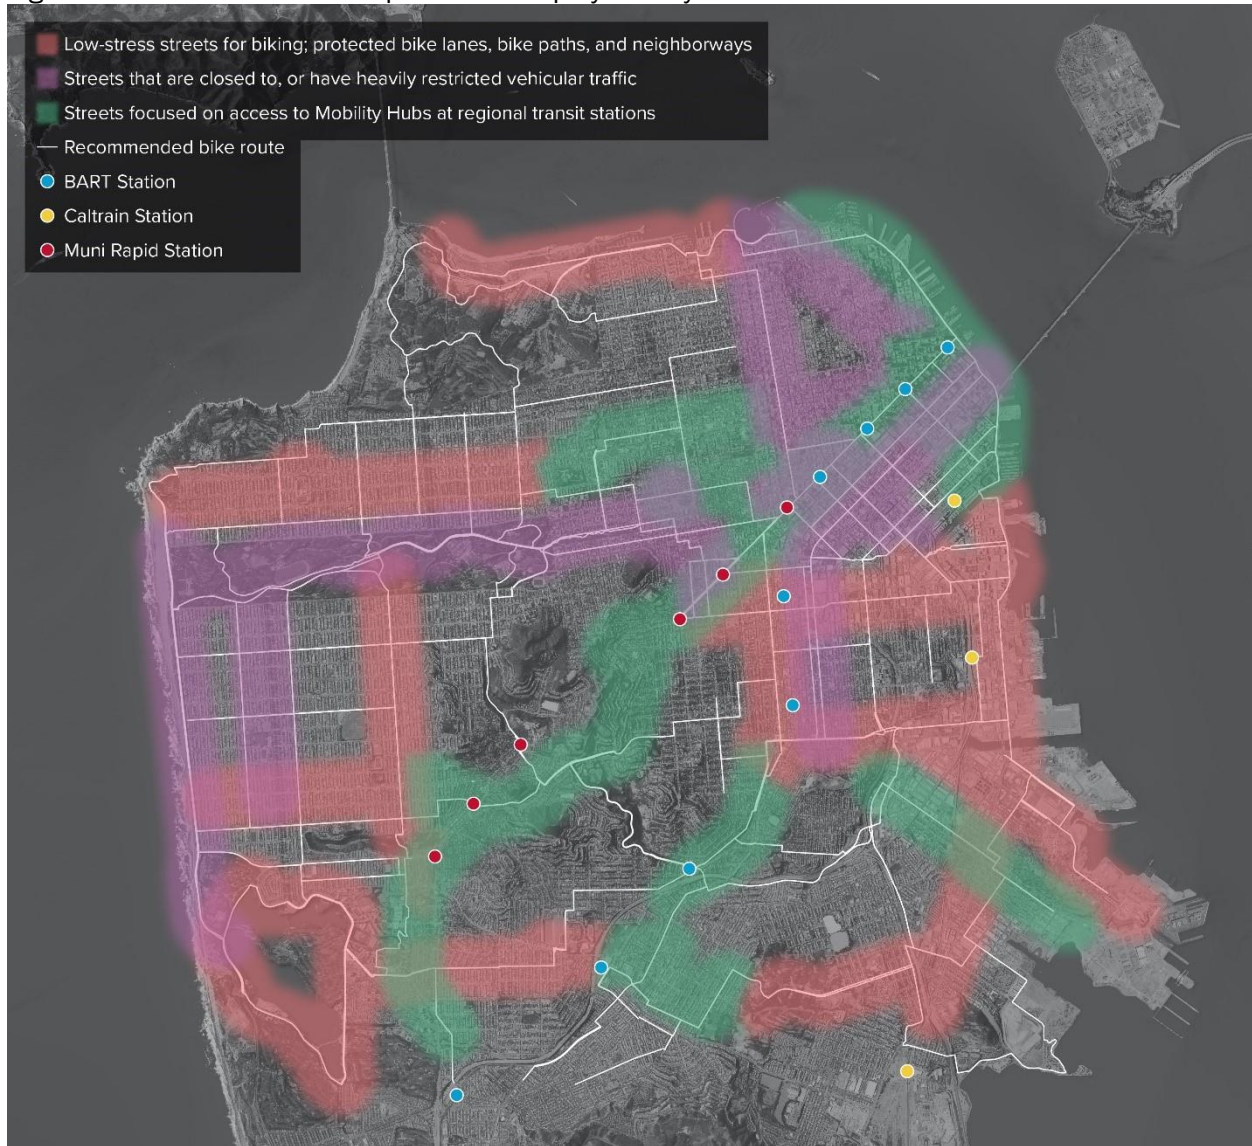 Low-stress streets for biking; protected bike lanes, bike paths, and neighborways
Streets that are closed to, or have heavily restricted vehicular traffic
Streets focused on access to Mobility Hubs at regional transit stations
Recommended bike route
BART Station
Caltrain Station
Muni Rapid Station